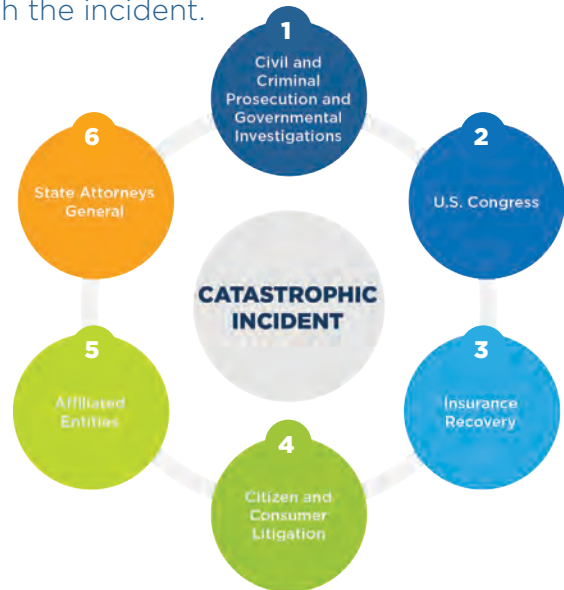 h the incident.
1
Civil and
Criminal
Prosecution and
Governmental
Investigations
2
U.S. Congress
3
Insurance
Recovery
4
Citizen and
Consumer
Litigation
5
Affiliated
Entities
6
State Attorneys
General
CATASTROPHIC
INCIDENT